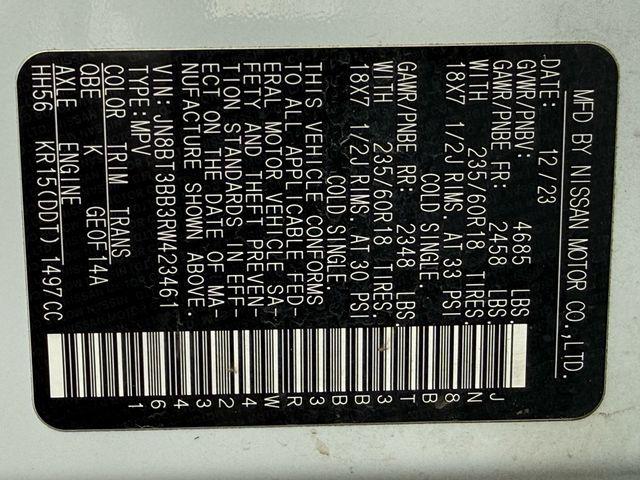 MFD BY NISSAN MOTOR CO.,LTD.
DATE: 12/23
GVWR/PNBV: 4685 LBS.
GAWR/PNBE FR: 2458 LBS.
WITH 235/60R18 TIRES.
18X7 1/2J RIMS. AT 33 PSI
COLD SINGLE.
GAWR/PNBE RR: 2348 LBS.
WITH 235/60R18 TIRES.
18X7 1/2J RIMS. AT 30 PSI
COLD SINGLE.
THIS VEHICLE CONFORMS
TO ALL APPLICABLE FED-
ERAL MOTOR VEHICLE SA-
FETY AND THEFT PREVEN-
TION STANDARDS IN EFF-
ECT ON THE DATE OF MA-
NUFACTURE SHOWN ABOVE.
VIN: JN8BT3BB3RW423461
TYPE: MPV
COLOR TRIM TRANS
QBE K GE0F14A
AXLE ENGINE
HH56 KR15(DDT) 1497CC
JN8BT3BB3RW423461